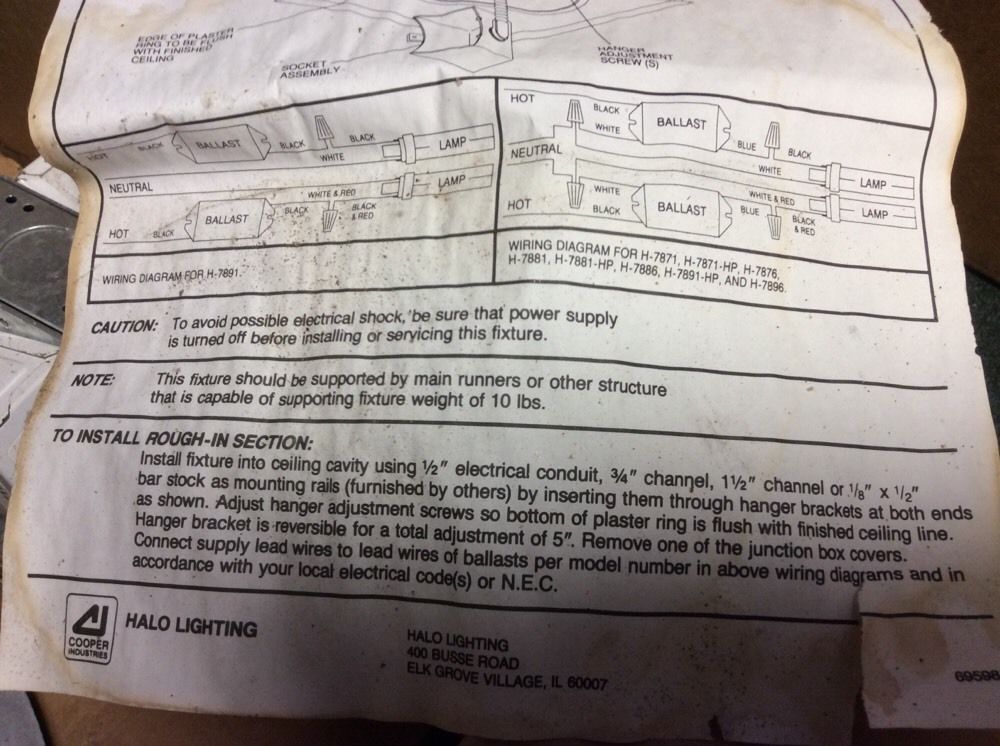 EDGE OF PLASTER
RING TO BE FLUSH
WITH FINISHED
CEILING
SOCKET
ASSEMBLY
HANGER
ADJUSTMENT
SCREW (S)
HOT
BLACK
BALLAST
BLACK
BLACK
WHITE
LAMP
NEUTRAL
WHITE & RED
LAMP
HOT
BLACK
BALLAST
BLACK
BLACK
& RED
WIRING DIAGRAM FOR H-7891.
HOT
BLACK
WHITE
BALLAST
BLUE
BLACK
WHITE
NEUTRAL
LAMP
WHITE
WHITE & RED
LAMP
HOT
BLACK
BALLAST
BLUE
BLACK
& RED
WIRING DIAGRAM FOR H-7871, H-7871-HP, H-7876,
H-7881, H-7881-HP, H-7886, H-7891-HP, AND H-7896.
CAUTION: To avoid possible electrical shock, be sure that power supply
is turned off before installing or servicing this fixture.
NOTE: This fixture should be supported by main runners or other structure
that is capable of supporting fixture weight of 10 lbs.
TO INSTALL ROUGH-IN SECTION:
Install fixture into ceiling cavity using ½" electrical conduit, ¾" channel, 1½" channel or ⅛" x ½"
bar stock as mounting rails (furnished by others) by inserting them through hanger brackets at both ends
as shown. Adjust hanger adjustment screws so bottom of plaster ring is flush with finished ceiling line.
Hanger bracket is reversible for a total adjustment of 5". Remove one of the junction box covers.
Connect supply lead wires to lead wires of ballasts per model number in above wiring diagrams and in
accordance with your local electrical code(s) or N.E.C.
COOPER
INDUSTRIES
HALO LIGHTING
HALO LIGHTING
400 BUSSE ROAD
ELK GROVE VILLAGE, IL 60007
69598